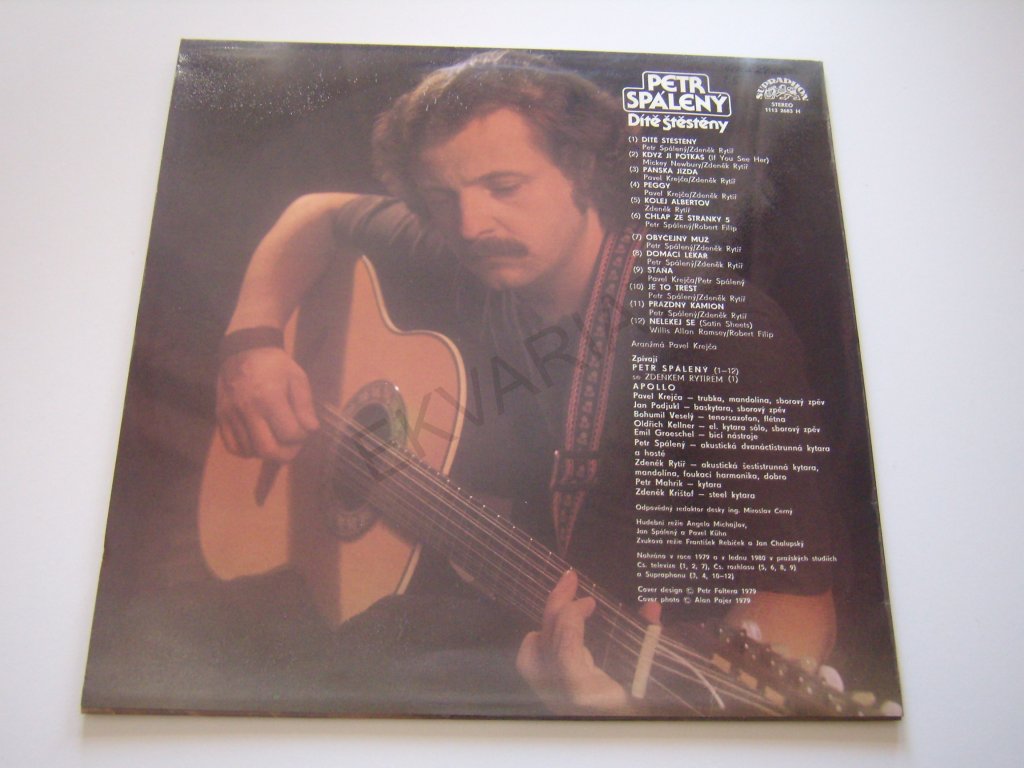 PETR
SPÁLENÝ
Dítě štěstěny
SUPRAPHON
STEREO
1113 2683 H
(1) DÍTĚ ŠTĚSTĚNY
Petr Spálený/Zdeněk Rytíř
(2) KDYŽ JI POTKÁŠ (If You See Her)
Mickey Newbury/Zdeněk Rytíř
(3) PÁNSKÁ JÍZDA
Pavel Krejča/Zdeněk Rytíř
(4) PEGGY
Pavel Krejča/Zdeněk Rytíř
(5) KOLEJ ALBERTOV
Zdeněk Rytíř
(6) CHLAP ZE STRÁNKY 5
Petr Spálený/Robert Filip
(7) OBYČEJNÝ MUŽ
Petr Spálený/Zdeněk Rytíř
(8) DOMÁCÍ LÉKAŘ
Petr Spálený/Zdeněk Rytíř
(9) STAŇA
Pavel Krejča/Petr Spálený
(10) JE TO TREST
Petr Spálený/Zdeněk Rytíř
(11) PRÁZDNÝ KAMION
Petr Spálený/Zdeněk Rytíř
(12) NELEKEJ SE (Satin Sheets)
Willis Allan Ramsey/Robert Filip
Aranžmá Pavel Krejča
Zpívají
PETR SPÁLENÝ (1–12)
se ZDEŇKEM RYTÍŘEM (1)
APOLLO
Pavel Krejča – trubka, mandolína, sborový zpěv
Jan Podjukl – baskytara, sborový zpěv
Bohumil Veselý – tenorsaxofon, flétna
Oldřich Kellner – el. kytara sólo, sborový zpěv
Emil Groeschel – bicí nástroje
Petr Spálený – akustická dvanáctistrunná kytara
a hosté
Zdeněk Rytíř – akustická šestistrunná kytara,
mandolína, foukací harmonika, dobro
Petr Mahrik – kytara
Zdeněk Krištof – steel kytara
Odpovědný redaktor desky ing. Miroslav Černý
Hudební režie Angelo Michajlov,
Jan Spálený a Pavel Kühn
Zvuková režie František Řebíček a Jan Chalupský
Nahráno v roce 1979 a v lednu 1980 v pražských studiích
Čs. televize (1, 2, 7), Čs. rozhlasu (5, 6, 8, 9)
a Supraphonu (3, 4, 10–12)
Cover design © Petr Foltera 1979
Cover photo © Alan Pajer 1979